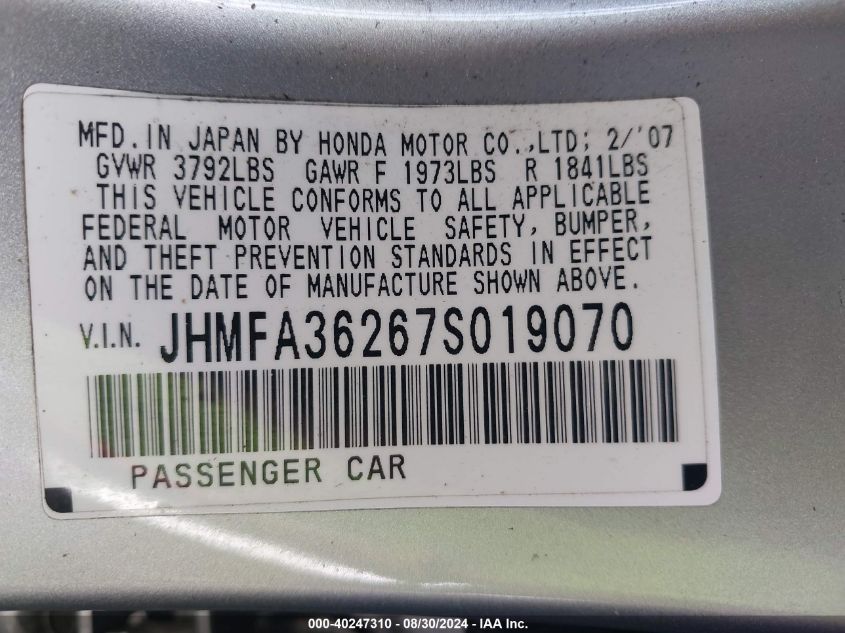 MFD. IN JAPAN BY HONDA MOTOR CO.,LTD; 2/'07
GVWR 3792LBS GAWR F 1973LBS R 1841LBS
THIS VEHICLE CONFORMS TO ALL APPLICABLE
FEDERAL MOTOR VEHICLE SAFETY, BUMPER,
AND THEFT PREVENTION STANDARDS IN EFFECT
ON THE DATE OF MANUFACTURE SHOWN ABOVE.
V.I.N. JHMFA36267S019070
PASSENGER CAR
000-40247310 - 08/30/2024 - IAA Inc.